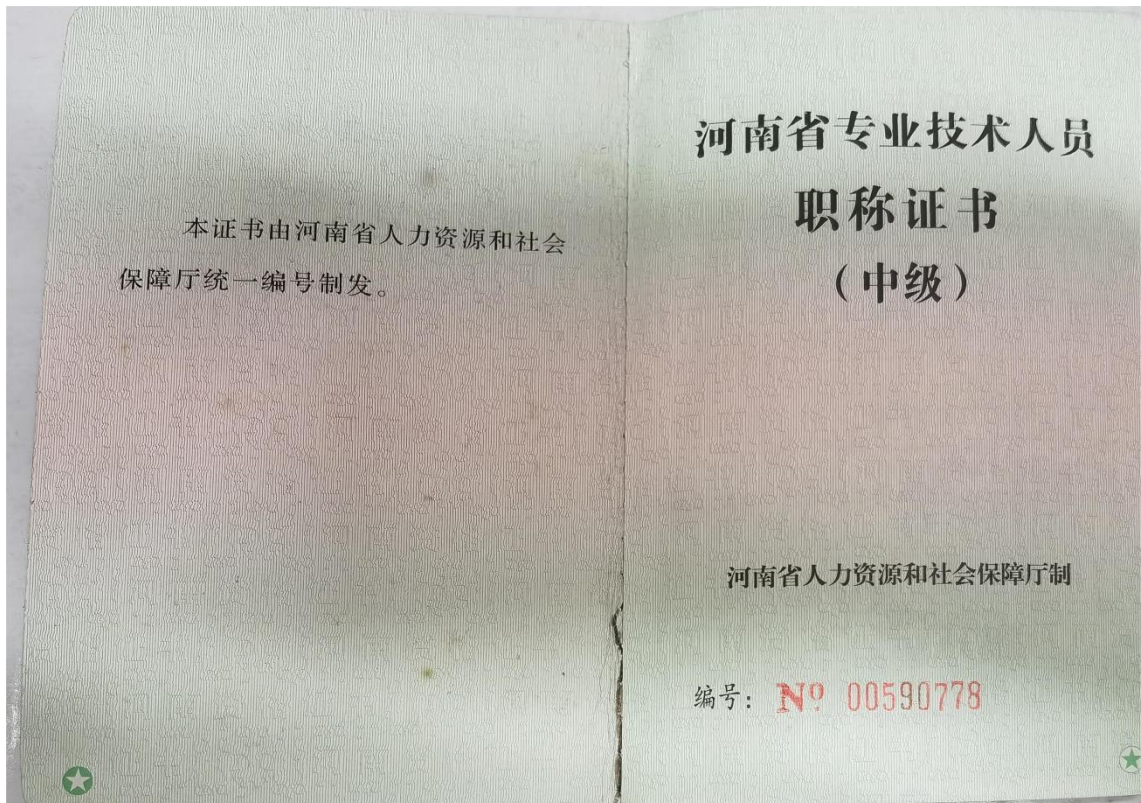 本证书由河南省人力资源和社会
保障厅统一编号制发。
河南省专业技术人员
职称证书
（中级）
河南省人力资源和社会保障厅制
编号： Nº 00590778